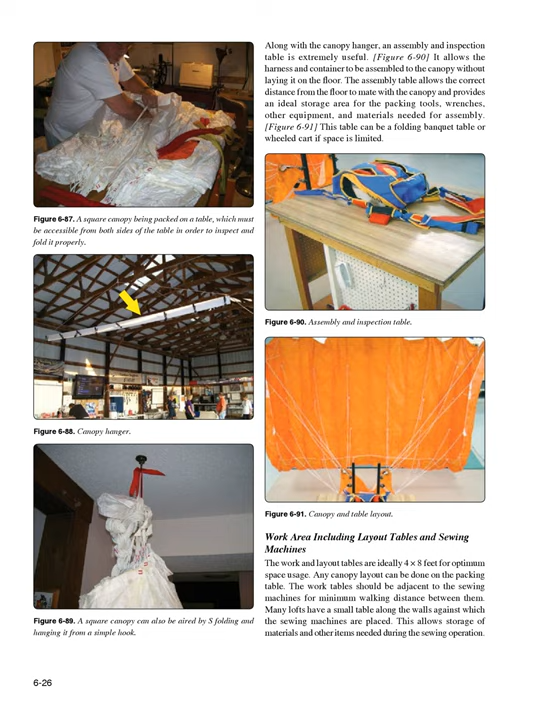 Figure 6-87. A square canopy being packed on a table, which must
be accessible from both sides of the table in order to inspect and
fold it properly.
Figure 6-88. Canopy hanger.
Figure 6-89. A square canopy can also be aired by S folding and
hanging it from a simple hook.
Along with the canopy hanger, an assembly and inspection
table is extremely useful. [Figure 6-90] It allows the
harness and container to be assembled to the canopy without
laying it on the floor. The assembly table allows the correct
distance from the floor to mate with the canopy and provides
an ideal storage area for the packing tools, wrenches,
other equipment, and materials needed for assembly.
[Figure 6-91] This table can be a folding banquet table or
wheeled cart if space is limited.
Figure 6-90. Assembly and inspection table.
Figure 6-91. Canopy and table layout.
Work Area Including Layout Tables and Sewing
Machines
The work and layout tables are ideally 4 × 8 feet for optimum
space usage. Any canopy layout can be done on the packing
table. The work tables should be adjacent to the sewing
machines for minimum walking distance between them.
Many lofts have a small table along the walls against which
the sewing machines are placed. This allows storage of
materials and other items needed during the sewing operation.
6-26